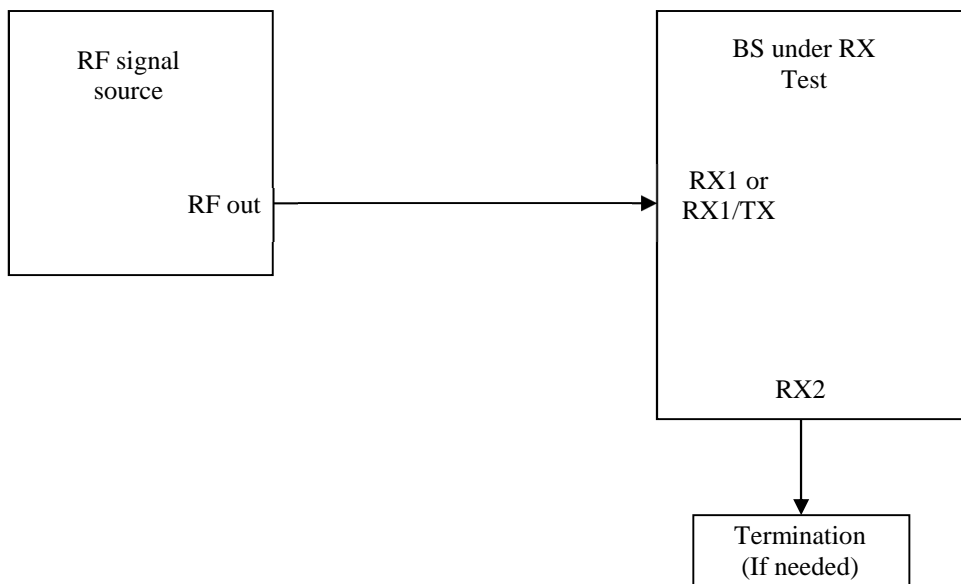 RF signal
source
RF out
BS under RX
Test
RX1 or
RX1/TX
RX2
Termination
(If needed)